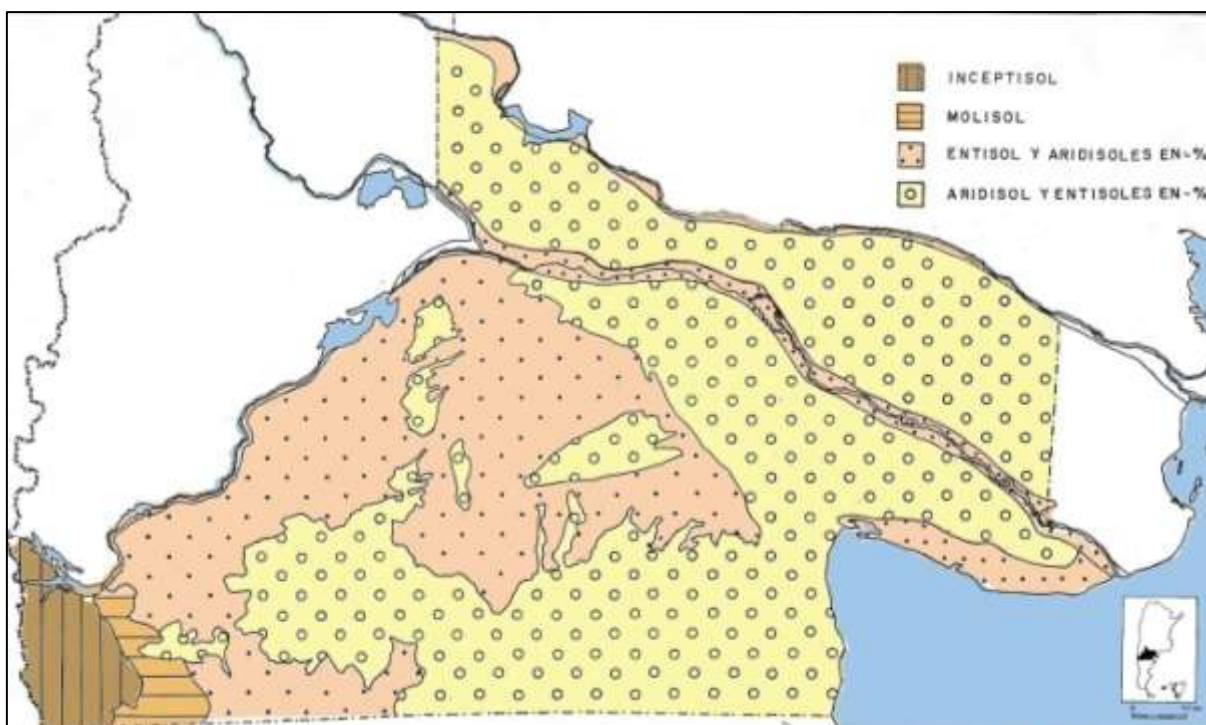 INCEPTISOL
MOLISOL
ENTISOL Y ARIDISOLES EN-%
ARIDISOL Y ENTISOLES EN-%